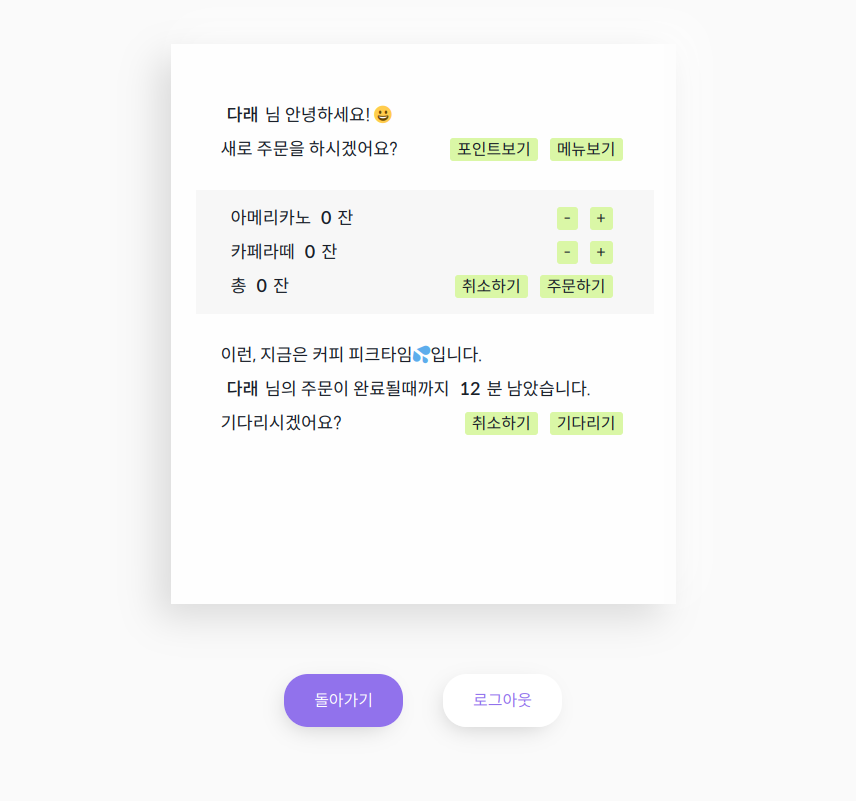 다래 님 안녕하세요! 😀
새로 주문을 하시겠어요? 포인트보기 메뉴보기
아메리카노 0 잔 - +
카페라떼 0 잔 - +
총 0 잔 취소하기 주문하기
이런, 지금은 커피 피크타임💦입니다.
다래 님의 주문이 완료될때까지 12 분 남았습니다.
기다리시겠어요? 취소하기 기다리기
돌아가기 로그아웃